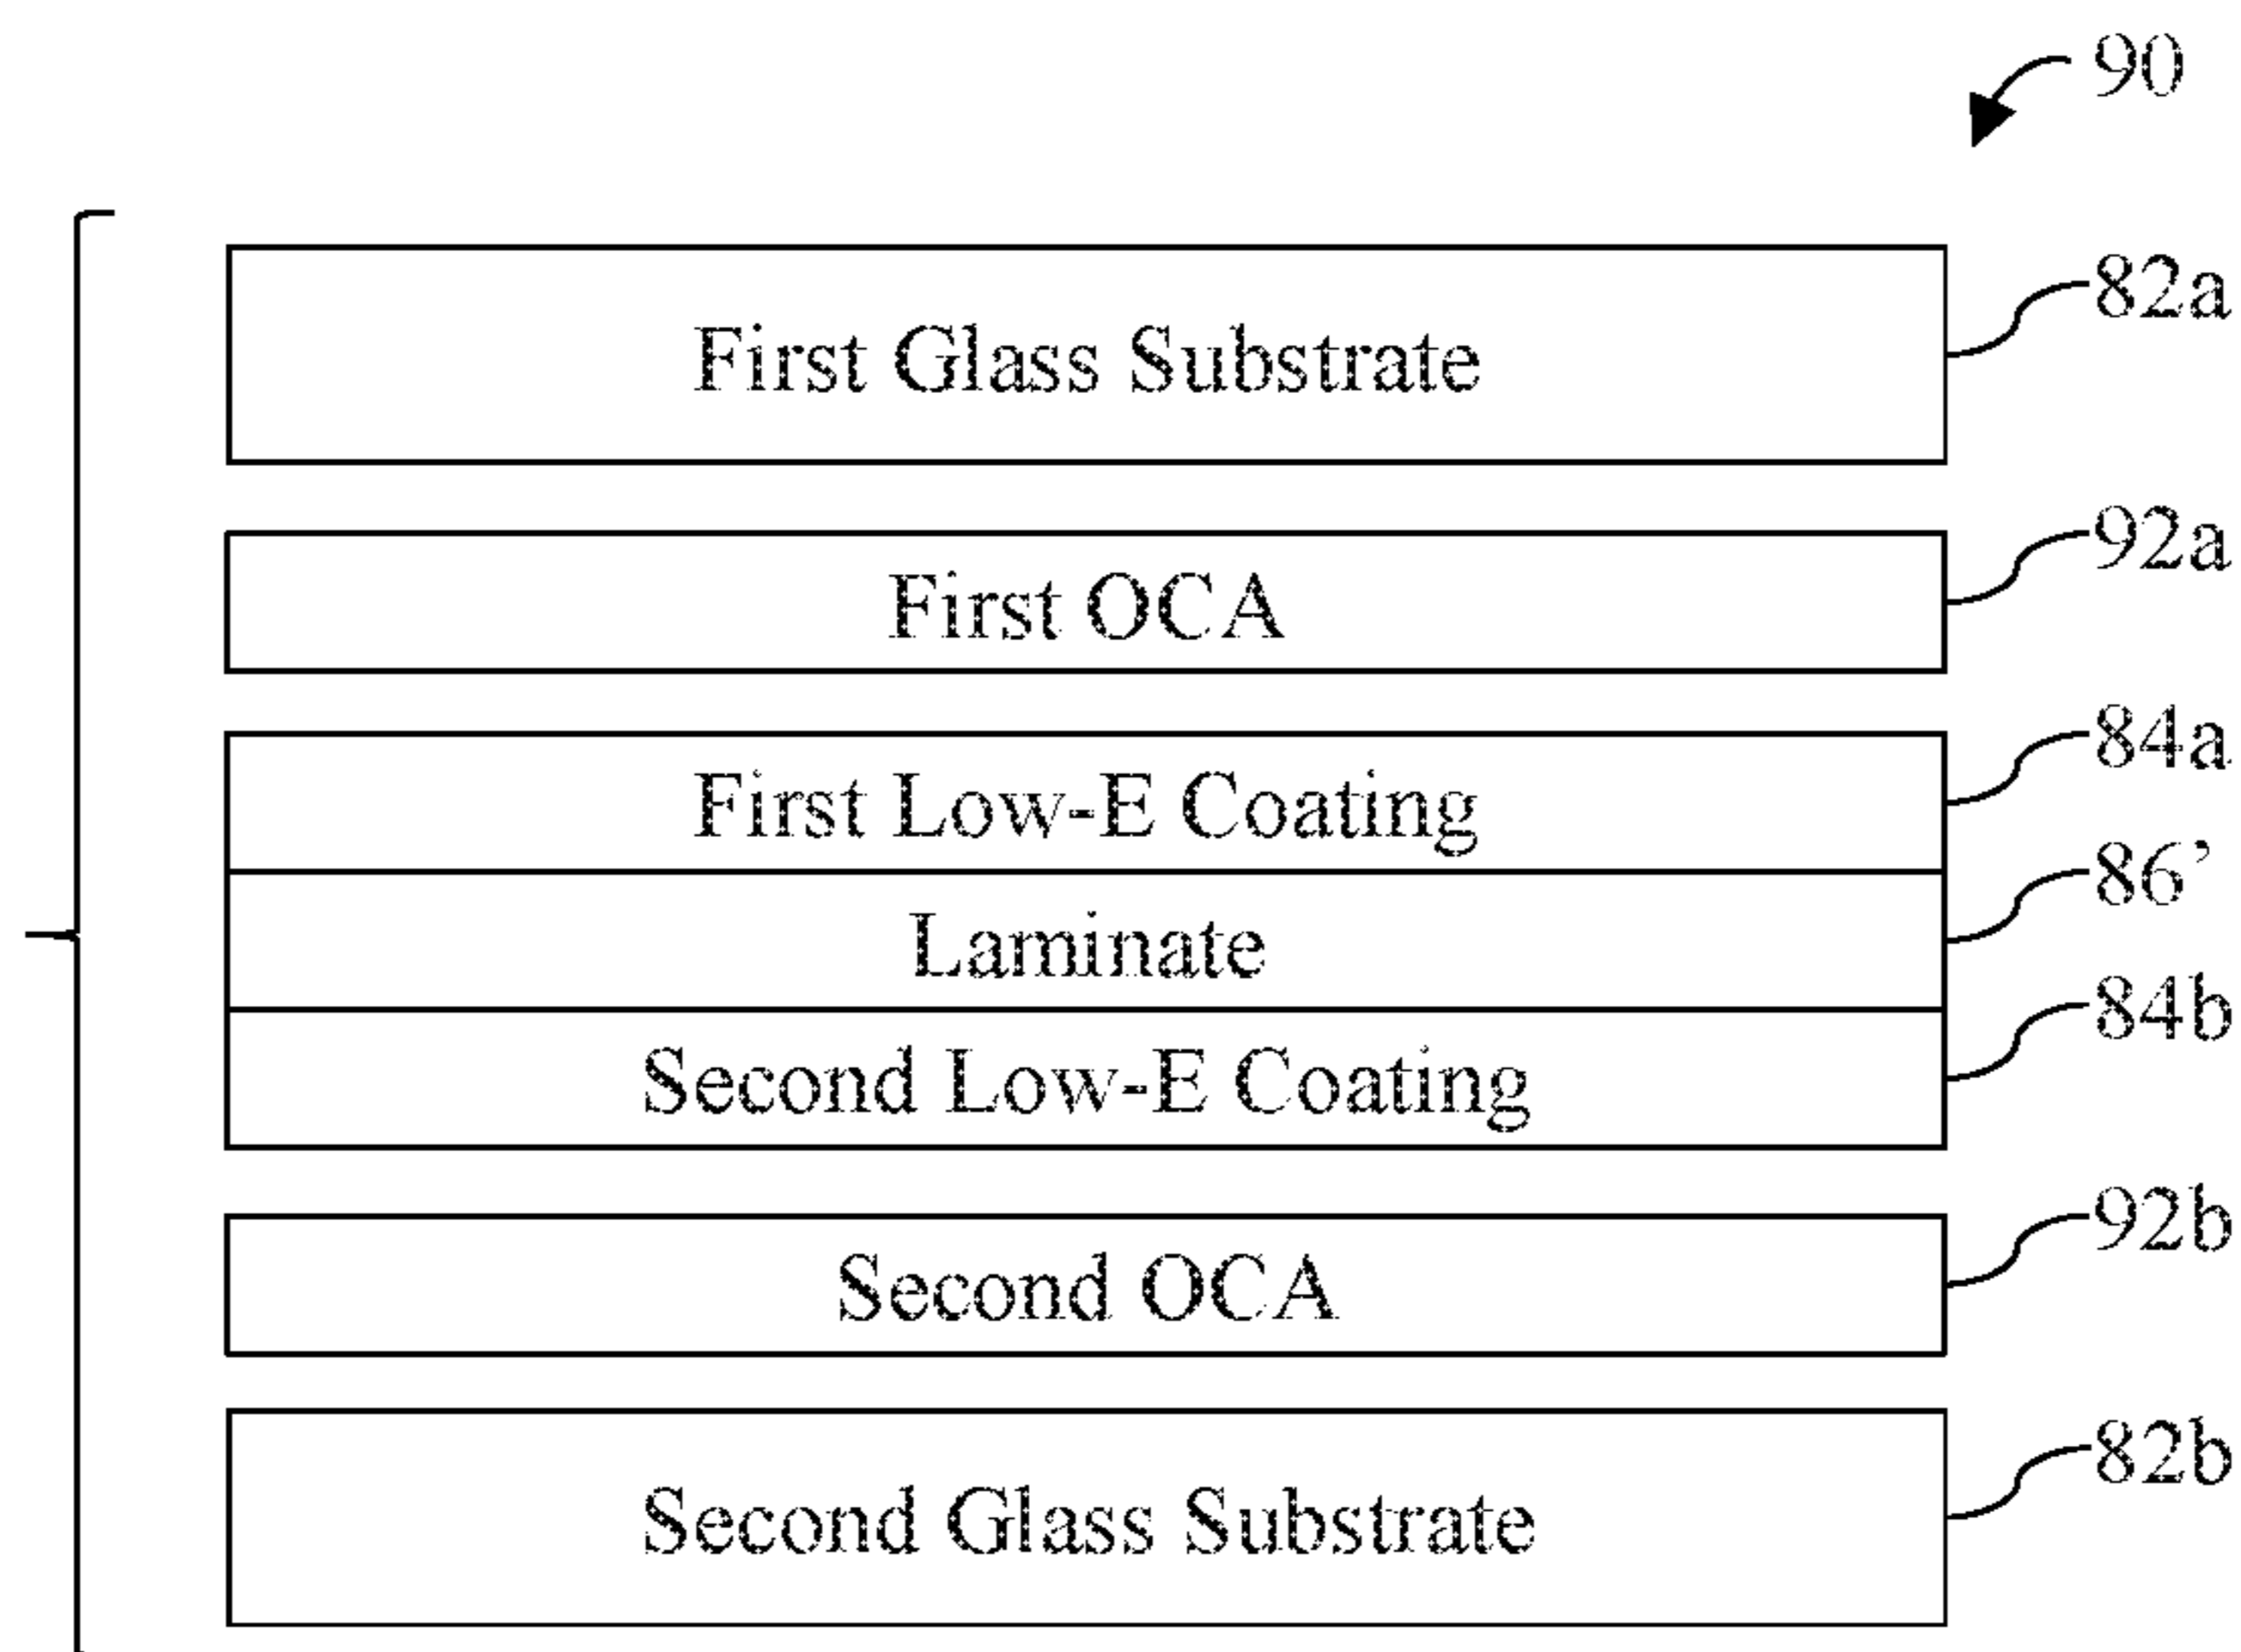 90
First Glass Substrate 82a
First OCA 92a
First Low-E Coating 84a
Laminate 86’
Second Low-E Coating 84b
Second OCA 92b
Second Glass Substrate 82b